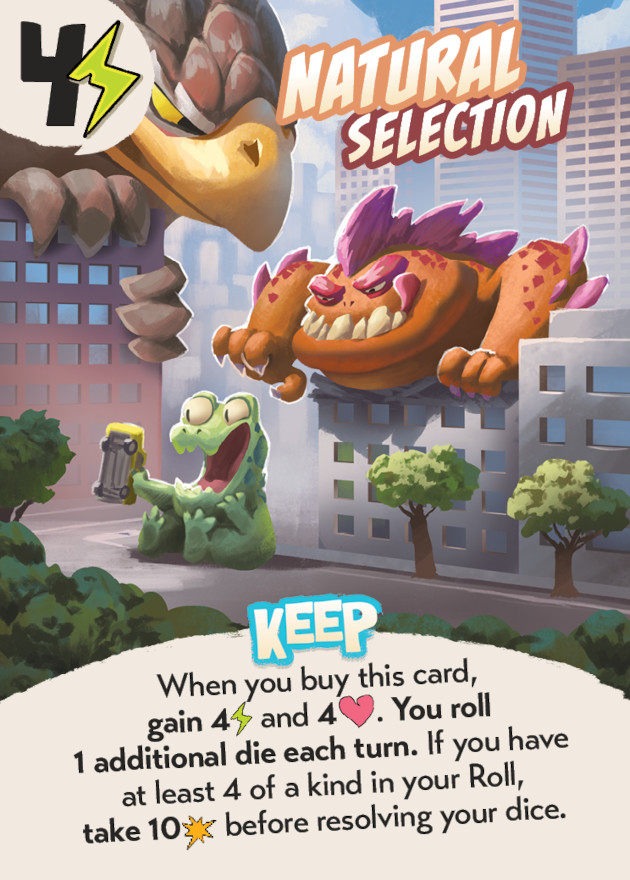 4
NATURAL
SELECTION
KEEP
When you buy this card,
gain 4 and 4. You roll
1 additional die each turn. If you have
at least 4 of a kind in your Roll,
take 10 before resolving your dice.